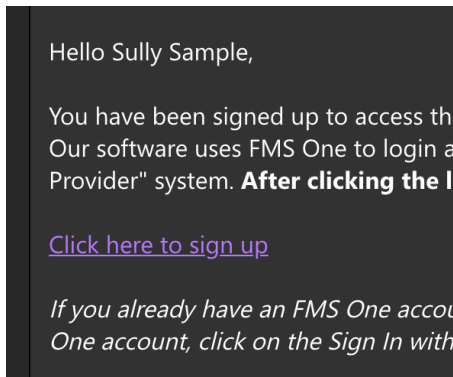 Hello Sully Sample,
You have been signed up to access
Our software uses FMS One to login
Provider" system. After clicking the
Click here to sign up
If you already have an FMS One
One account, click on the Sign In with